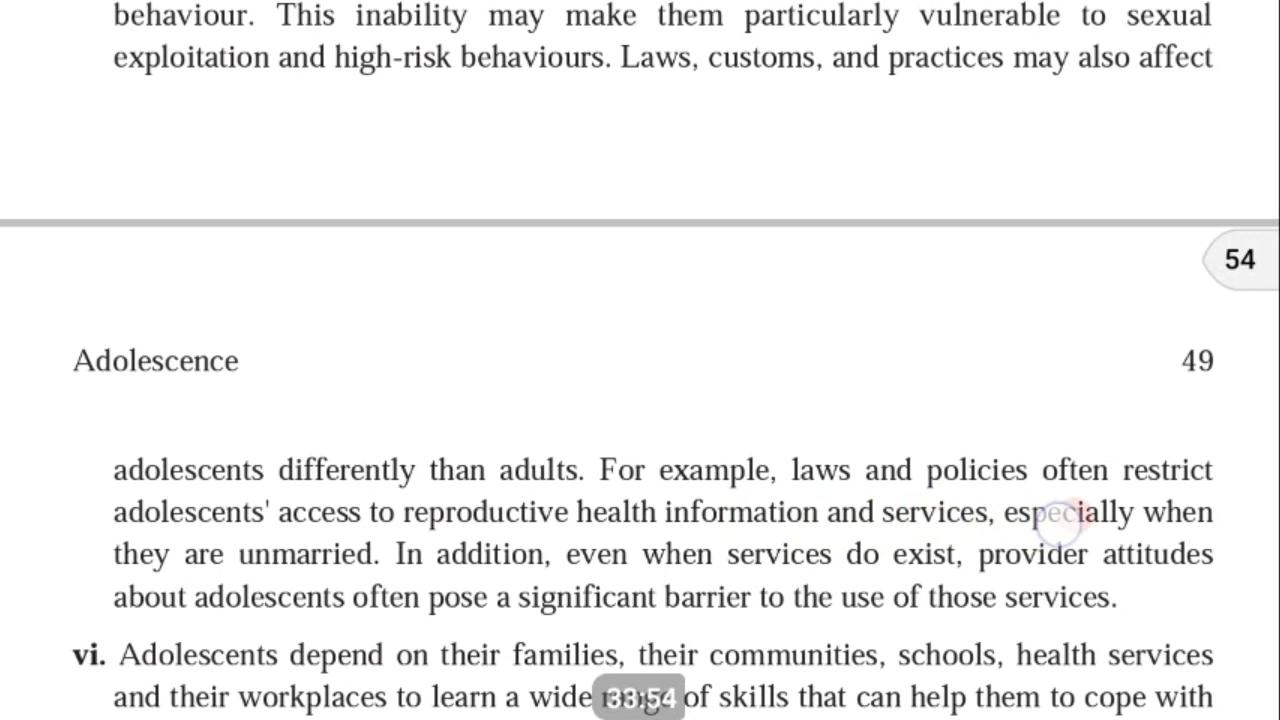 behaviour. This inability may make them particularly vulnerable to sexual
exploitation and high-risk behaviours. Laws, customs, and practices may also affect
54
Adolescence 49
adolescents differently than adults. For example, laws and policies often restrict
adolescents' access to reproductive health information and services, especially when
they are unmarried. In addition, even when services do exist, provider attitudes
about adolescents often pose a significant barrier to the use of those services.
vi. Adolescents depend on their families, their communities, schools, health services
and their workplaces to learn a wide of skills that can help them to cope with
33:54